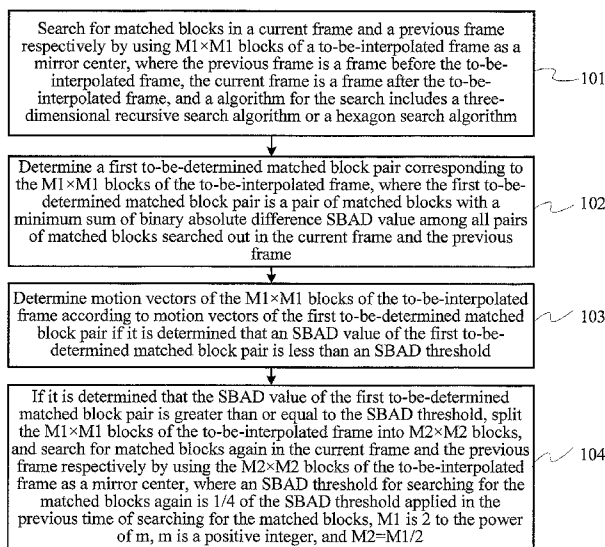 Search for matched blocks in a current frame and a previous frame
respectively by using M1×M1 blocks of a to-be-interpolated frame as a
mirror center, where the previous frame is a frame before the to-be-
interpolated frame, the current frame is a frame after the to-be-
interpolated frame, and a algorithm for the search includes a three-
dimensional recursive search algorithm or a hexagon search algorithm
101
Determine a first to-be-determined matched block pair corresponding to
the M1×M1 blocks of the to-be-interpolated frame, where the first to-be-
determined matched block pair is a pair of matched blocks with a
minimum sum of binary absolute difference SBAD value among all pairs
of matched blocks searched out in the current frame and the previous
frame
102
Determine motion vectors of the M1×M1 blocks of the to-be-interpolated
frame according to motion vectors of the first to-be-determined matched
block pair if it is determined that an SBAD value of the first to-be-
determined matched block pair is less than an SBAD threshold
103
If it is determined that the SBAD value of the first to-be-determined
matched block pair is greater than or equal to the SBAD threshold, split
the M1×M1 blocks of the to-be-interpolated frame into M2×M2 blocks,
and search for matched blocks again in the current frame and the previous
frame respectively by using the M2×M2 blocks of the to-be-interpolated
frame as a mirror center, where an SBAD threshold for searching for the
matched blocks again is 1/4 of the SBAD threshold applied in the
previous time of searching for the matched blocks, M1 is 2 to the power
of m, m is a positive integer, and M2=M1/2
104